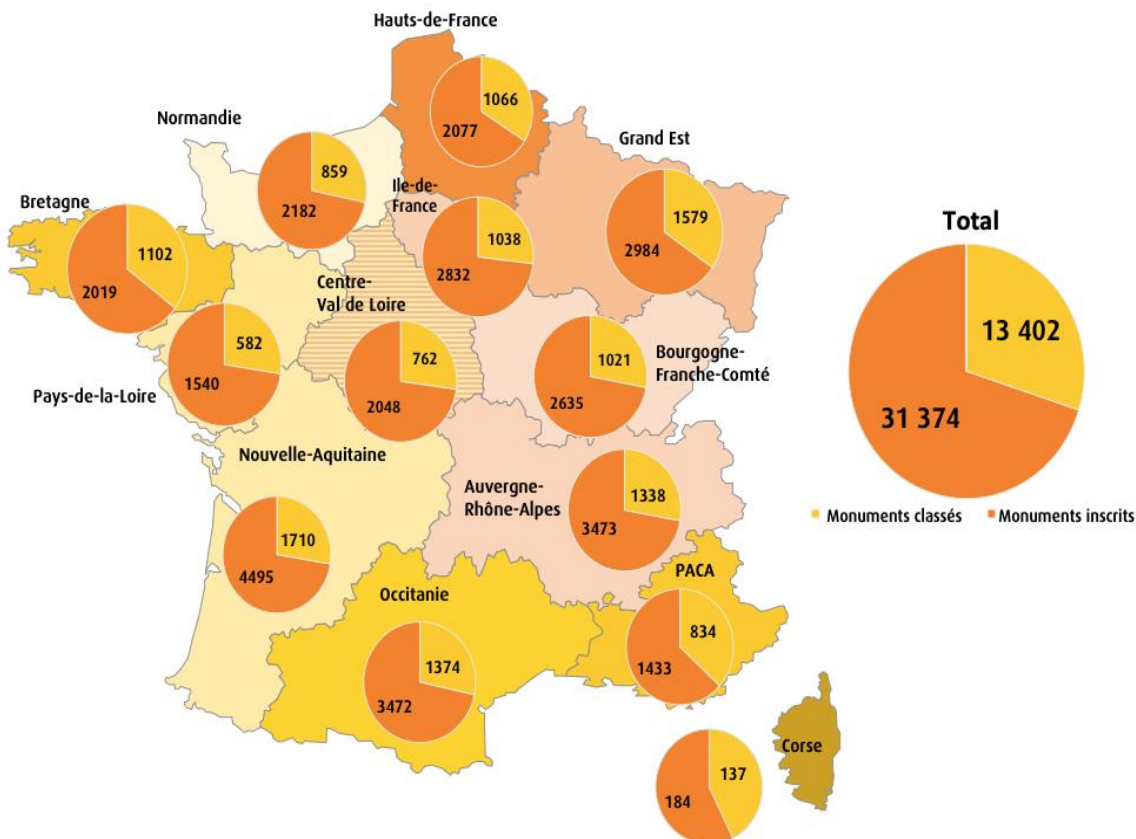 Hauts-de-France
1066
2077
Normandie
859
2182
Grand Est
1579
2984
Ile-de-
France
1038
2832
Bretagne
1102
2019
Centre-
Val de Loire
762
2048
582
1540
Pays-de-la-Loire
1021
2635
Bourgogne-
Franche-Comté
Nouvelle-Aquitaine
1710
4495
Auvergne-
Rhône-Alpes
1338
3473
PACA
834
1433
Occitanie
1374
3472
Corse
137
184
Total
13 402
31 374
Monuments classés
Monuments inscrits